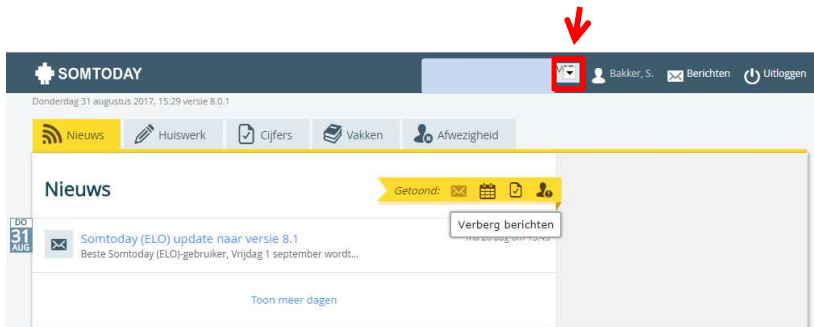 SOMTODAY
Bakker, S. Berichten Uitloggen
Donderdag 31 augustus 2017, 15:29 versie 8.0.1
Nieuws Huiswerk Cijfers Vakken Afwezigheid
Nieuws
Getoond:
Verberg berichten
DO
31
AUG
Somtoday (ELO) update naar versie 8.1
Beste Somtoday (ELO)-gebruiker, Vrijdag 1 september wordt...
Toon meer dagen